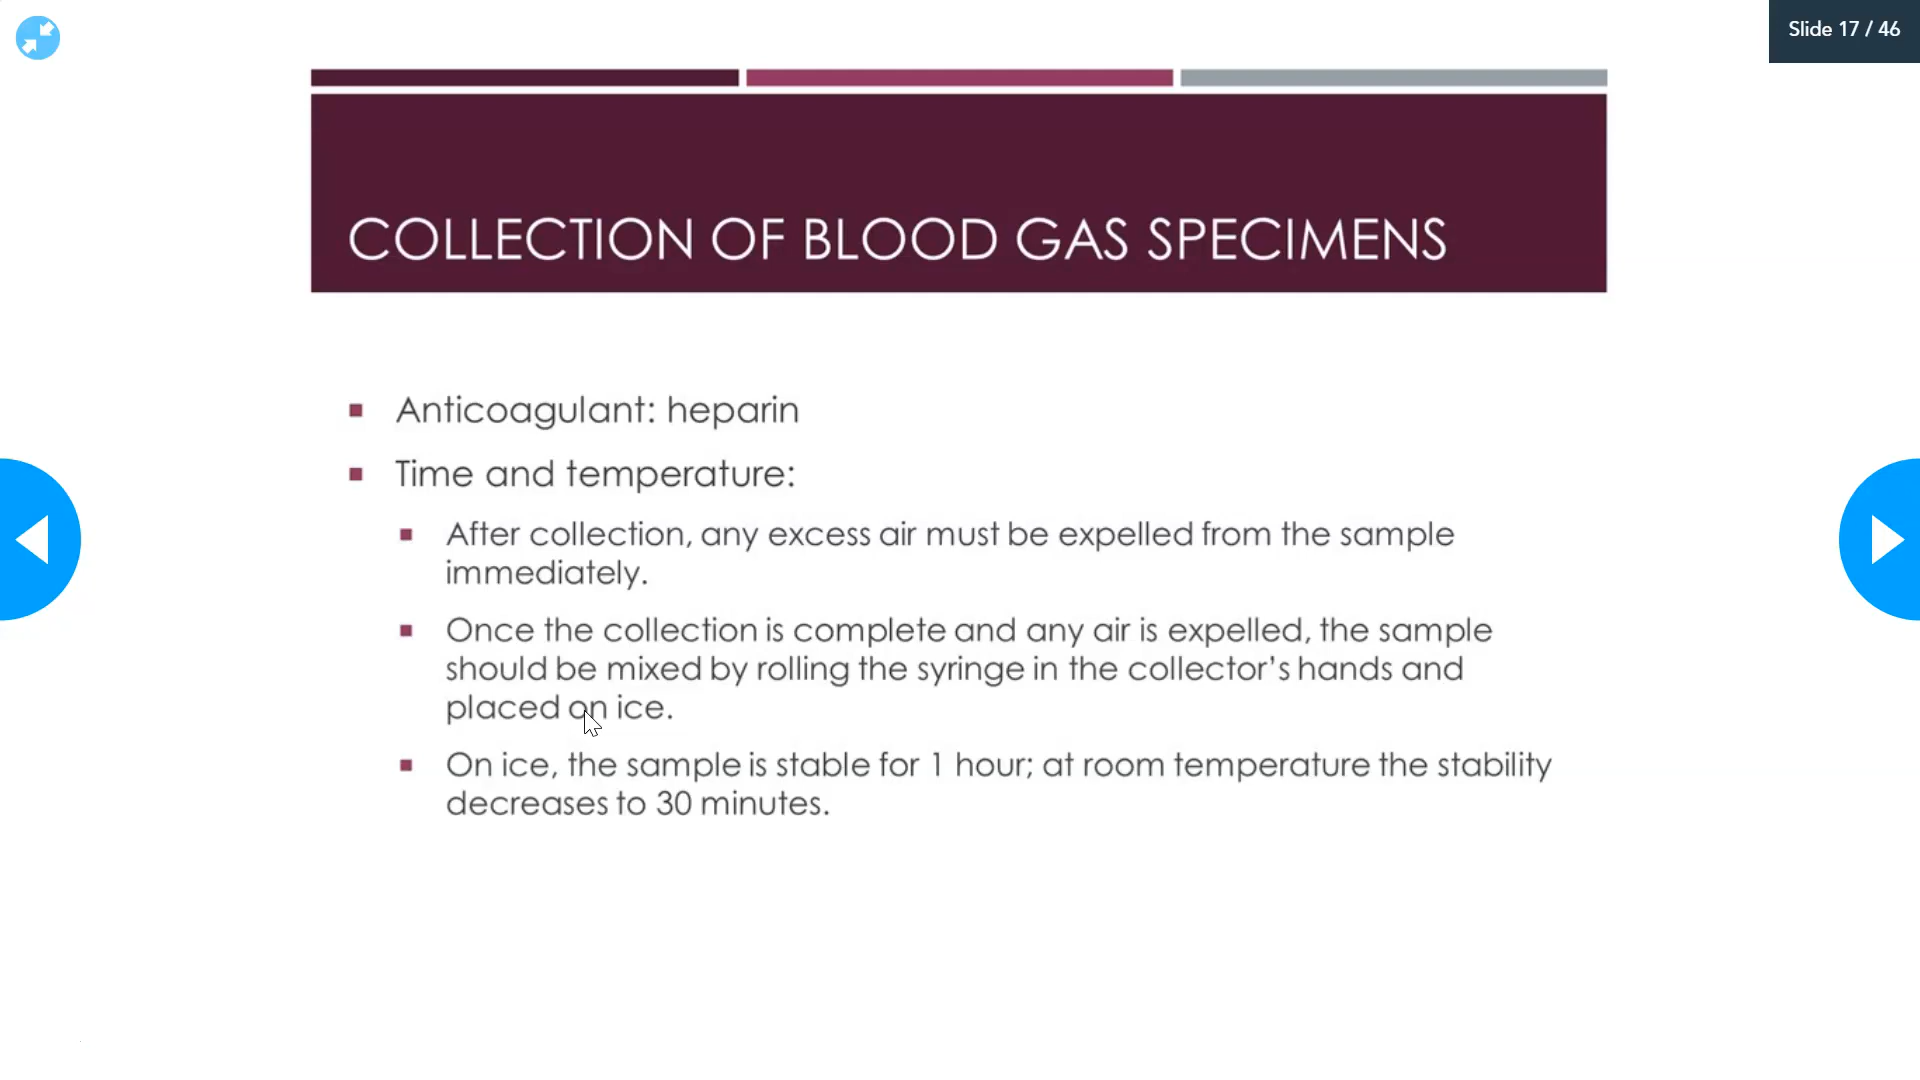 Slide 17 / 46
COLLECTION OF BLOOD GAS SPECIMENS
Anticoagulant: heparin
Time and temperature:
After collection, any excess air must be expelled from the sample
immediately.
Once the collection is complete and any air is expelled, the sample
should be mixed by rolling the syringe in the collector's hands and
placed on ice.
On ice, the sample is stable for 1 hour; at room temperature the stability
decreases to 30 minutes.